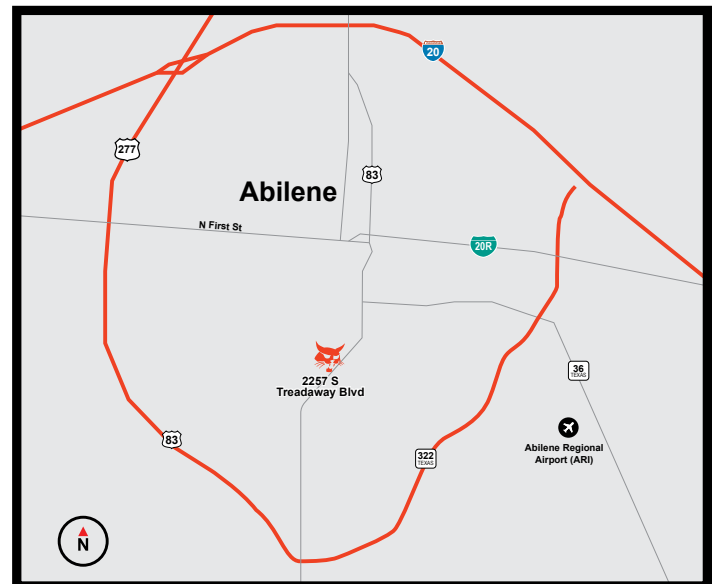 20
277
83
Abilene
N First St
20R
2257 S
Treadaway Blvd
36
TEXAS
83
322
TEXAS
Abilene Regional
Airport (ARI)
N